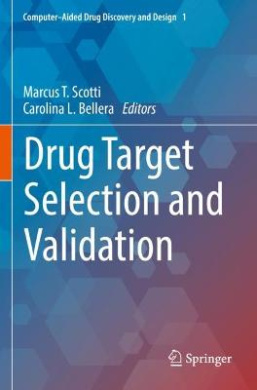 Computer-Aided Drug Discovery and Design 1
Marcus T. Scotti
Carolina L. Bellera Editors
Drug Target
Selection and
Validation
Springer